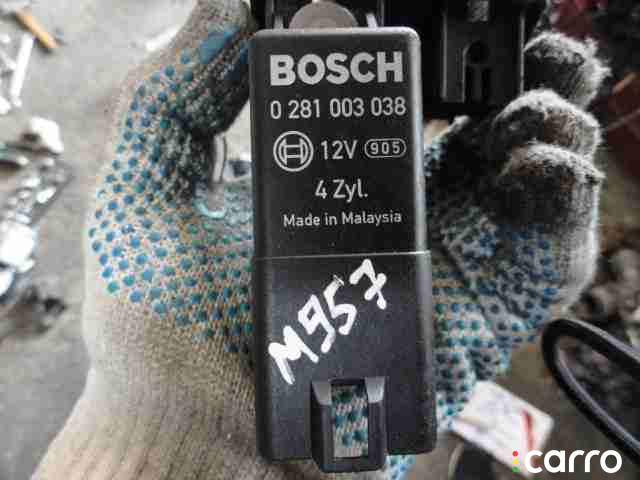 BOSCH
0 281 003 038
12V 905
4 Zyl.
Made in Malaysia
M957
:carro